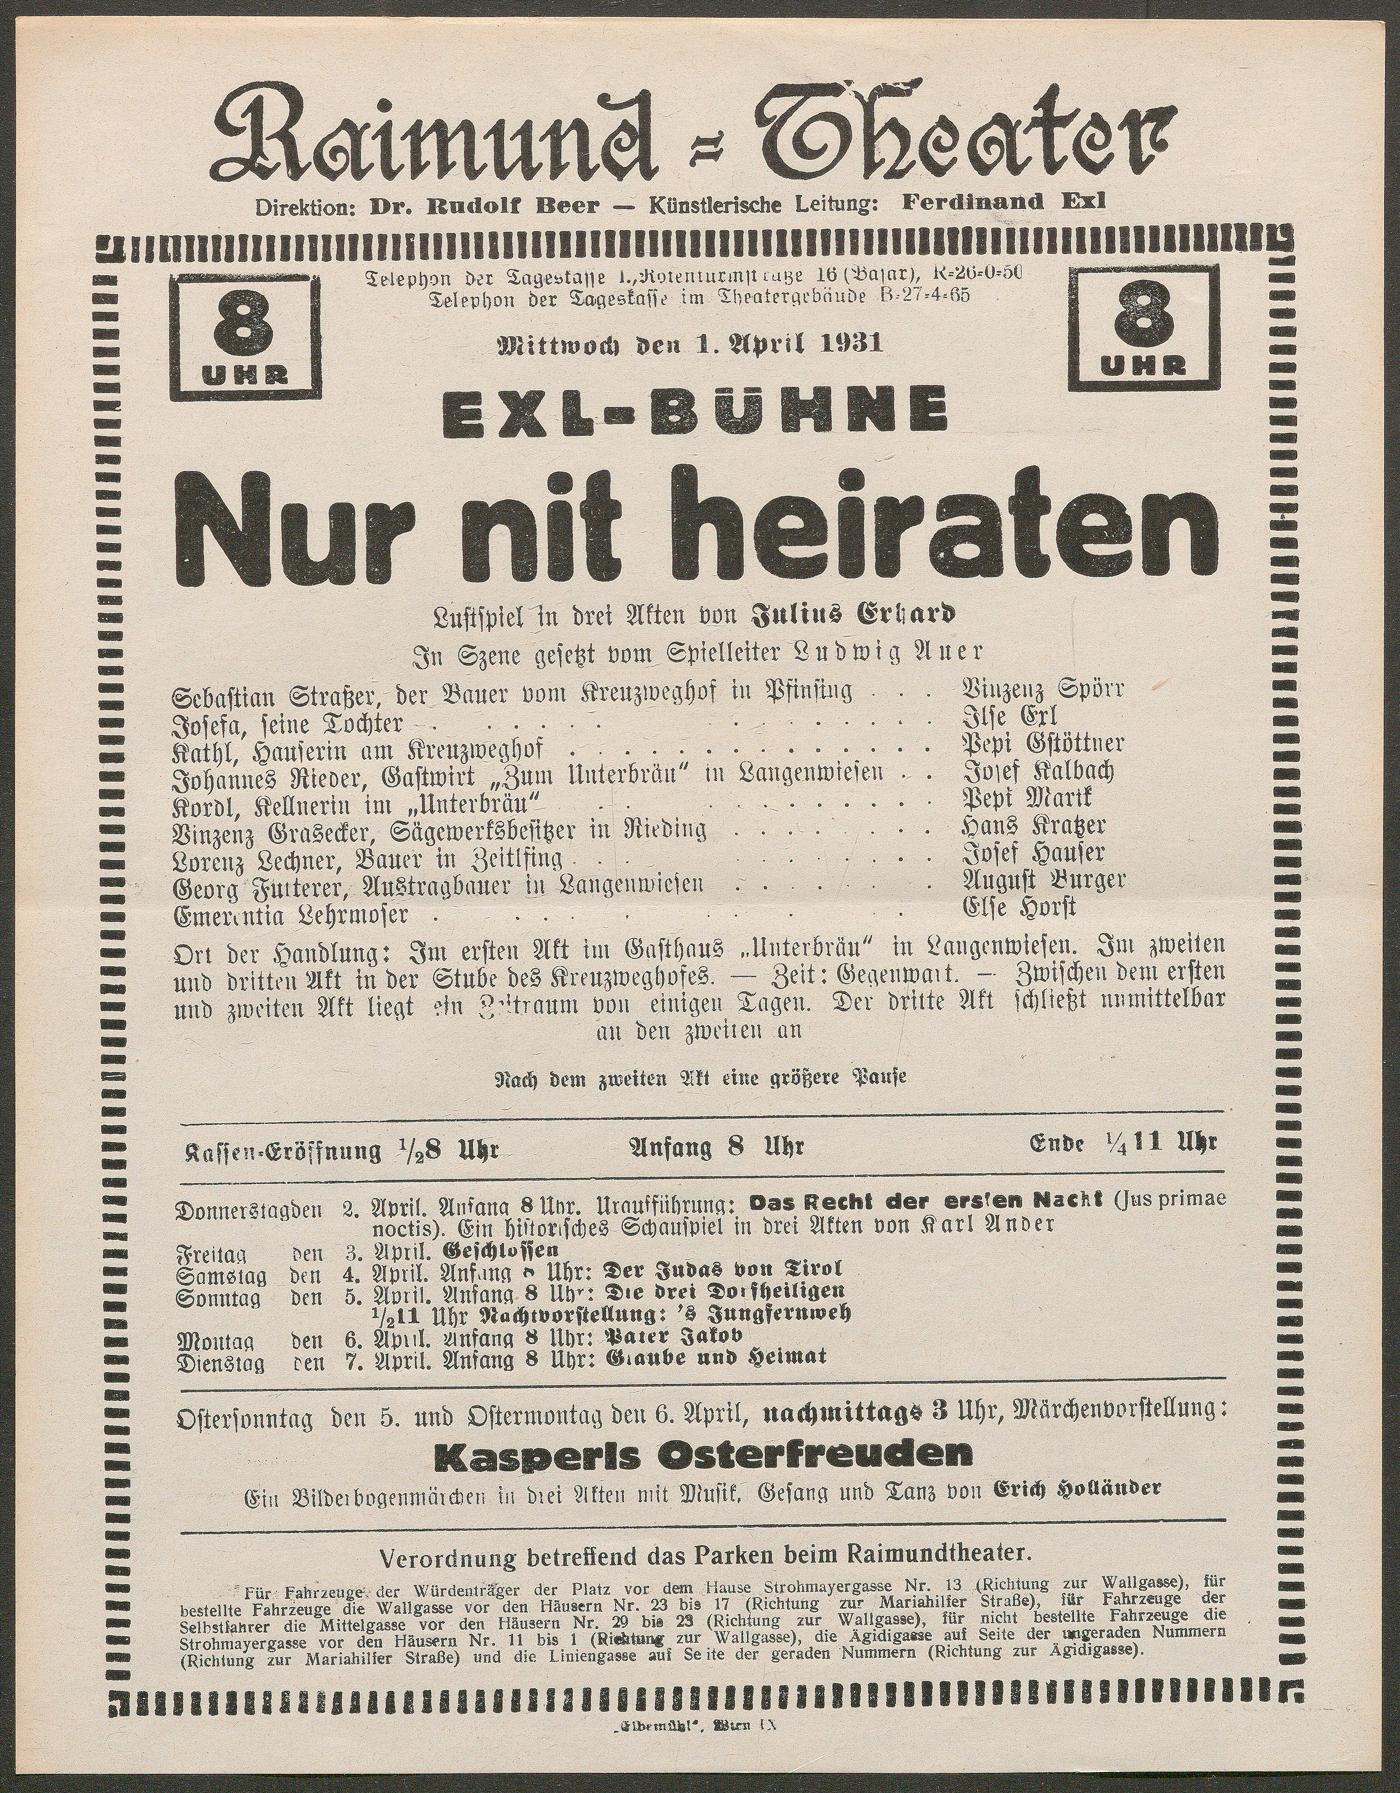 Raimund-Theater
Direktion: Dr. Rudolf Beer — Künstlerische Leitung: Ferdinand Exl
8 UHR
Telephon der Tageskasse I., Rotenturmstraße 16 (Basar), R-26-0-50
Telephon der Tageskasse im Theatergebäude B-27-4-65
8 UHR
Mittwoch den 1. April 1931
EXL-BÜHNE
Nur nit heiraten
Lustspiel in drei Akten von Julius Erhard
In Szene gesetzt vom Spielleiter Ludwig Auer
Sebastian Straßer, der Bauer vom Kreuzweghof in Pfinsing . . . Vinzenz Spörr
Josefa, seine Tochter . . . . . . . . . . . . . Ilse Exl
Kathl, Hauserin am Kreuzweghof . . . . . . . . . . . . . . Pepi Gstöttner
Johannes Rieder, Gastwirt „Zum Unterbräu“ in Langenwiesen . . Josef Kalbach
Kordl, Kellnerin im „Unterbräu“ . . . . . . . . . . . Pepi Marik
Vinzenz Grasecker, Sägewerksbesitzer in Rieding . . . . . . . . Hans Kratzer
Lorenz Lechner, Bauer in Zeitlfing . . . . . . . . . Josef Hauser
Georg Futterer, Austragbauer in Langenwiesen . . . . . . . Angust Burger
Emerentia Lehrmoser . . . . . . . . . . Else Horst
Ort der Handlung: Im ersten Akt im Gasthaus „Unterbräu“ in Langenwiesen. Im zweiten
und dritten Akt in der Stube des Kreuzweghofes. — Zeit: Gegenwart. — Zwischen dem ersten
und zweiten Akt liegt ein Zeitraum von einigen Tagen. Der dritte Akt schließt unmittelbar
an den zweiten an
Nach dem zweiten Akt eine größere Pause
Kassen-Eröffnung ½8 Uhr Anfang 8 Uhr Ende ¼11 Uhr
Donnerstag den 2. April. Anfang 8 Uhr. Uraufführung: Das Recht der ersten Nacht (Jus primae
noctis). Ein historisches Schauspiel in drei Akten von Karl Ander
Freitag den 3. April. Geschlossen
Samstag den 4. April. Anfang 8 Uhr: Der Judas von Tirol
Sonntag den 5. April. Anfang 8 Uhr: Die drei Dorfheiligen
½11 Uhr Nachtvorstellung: 's Jungfernweh
Montag den 6. April. Anfang 8 Uhr: Pater Jakob
Dienstag den 7. April. Anfang 8 Uhr: Glaube und Heimat
Ostersonntag den 5. und Ostermontag den 6. April, nachmittags 3 Uhr, Märchenvorstellung:
Kasperls Osterfreuden
Ein Bilderbogenmärchen in drei Akten mit Musik, Gesang und Tanz von Erich Holländer
Verordnung betreffend das Parken beim Raimundtheater.
Für Fahrzeuge der Würdenträger der Platz vor dem Hause Strohmayergasse Nr. 13 (Richtung zur Wallgasse), für
bestellte Fahrzeuge die Wallgasse vor den Häusern Nr. 23 bis 17 (Richtung zur Mariahilfer Straße), für Fahrzeuge der
Selbstfahrer die Mittelgasse vor den Häusern Nr. 29 bis 23 (Richtung zur Wallgasse), für nicht bestellte Fahrzeuge die
Strohmayergasse vor den Häusern Nr. 11 bis 1 (Richtung zur Wallgasse), die Ägidigasse auf Seite der ungeraden Nummern
(Richtung zur Mariahilfer Straße) und die Liniengasse auf Seite der geraden Nummern (Richtung zur Ägidigasse).
„Elbemühl“, Wien IX